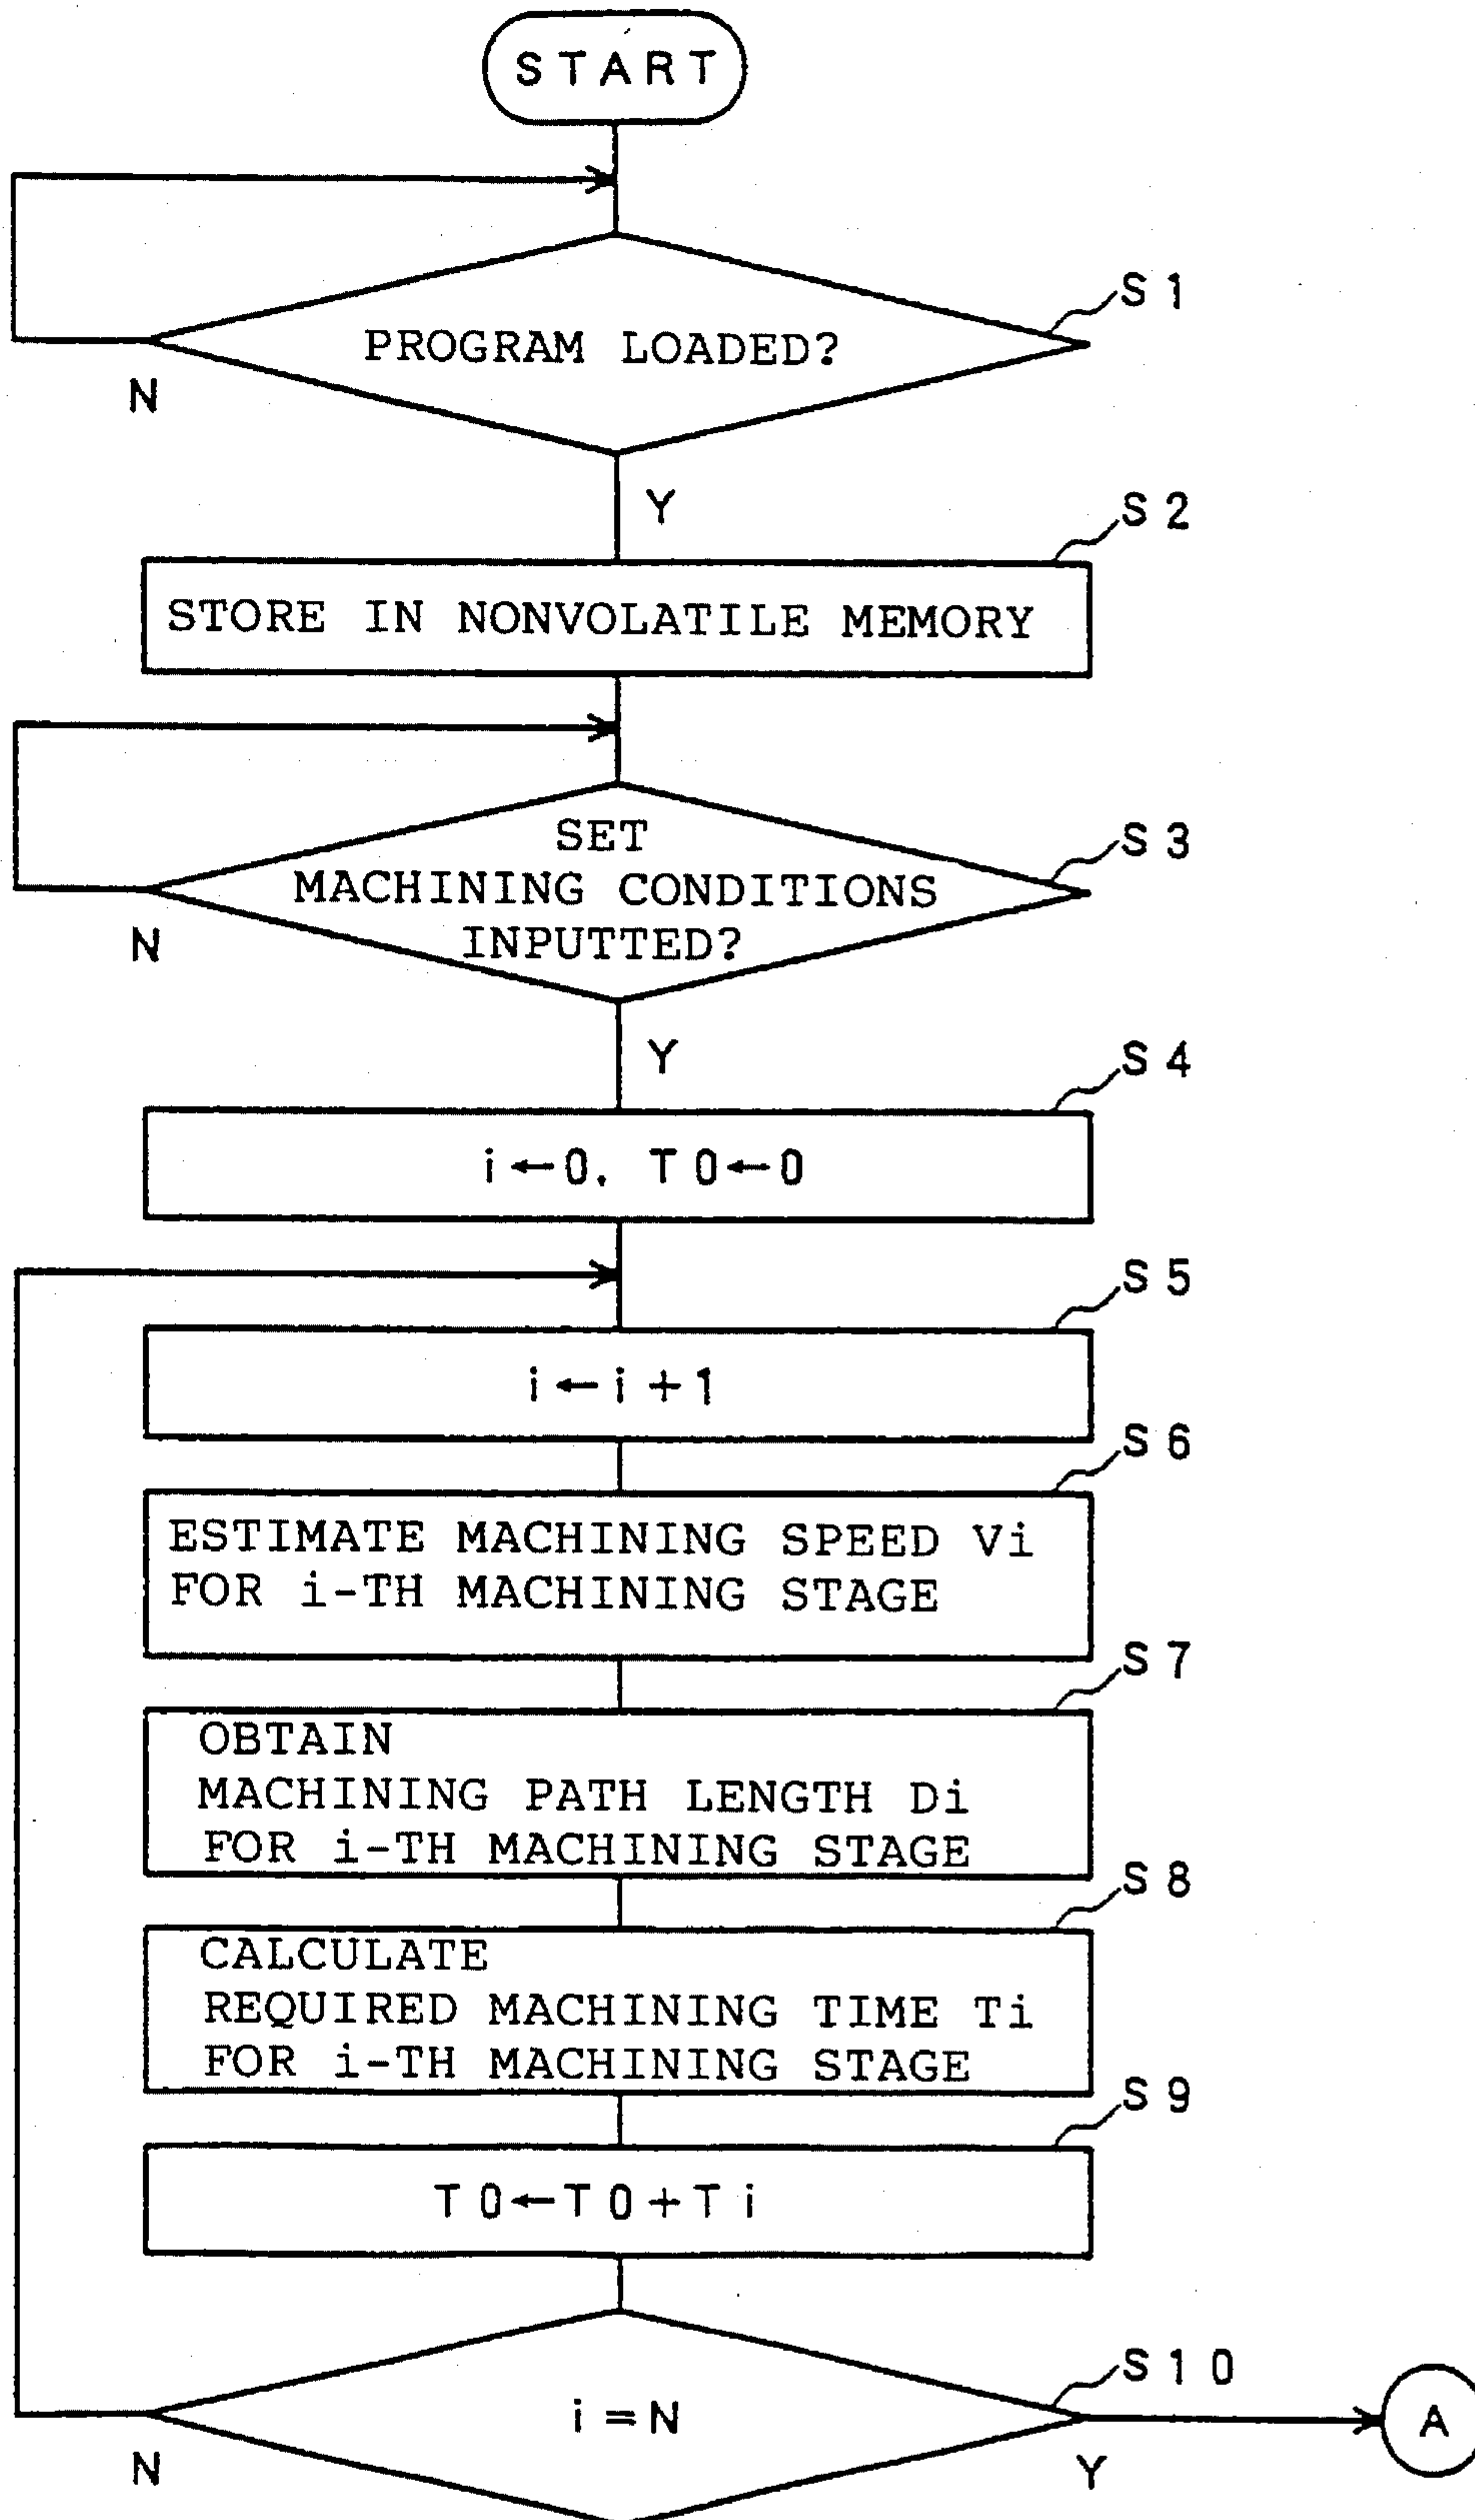 START
S1
PROGRAM LOADED?
N
Y
S2
STORE IN NONVOLATILE MEMORY
S3
SET
MACHINING CONDITIONS
INPUTTED?
N
Y
S4
i←0, T0←0
S5
i←i+1
S6
ESTIMATE MACHINING SPEED Vi
FOR i-TH MACHINING STAGE
S7
OBTAIN
MACHINING PATH LENGTH Di
FOR i-TH MACHINING STAGE
S8
CALCULATE
REQUIRED MACHINING TIME Ti
FOR i-TH MACHINING STAGE
S9
T0←T0+Ti
S10
i=N
A
N
Y